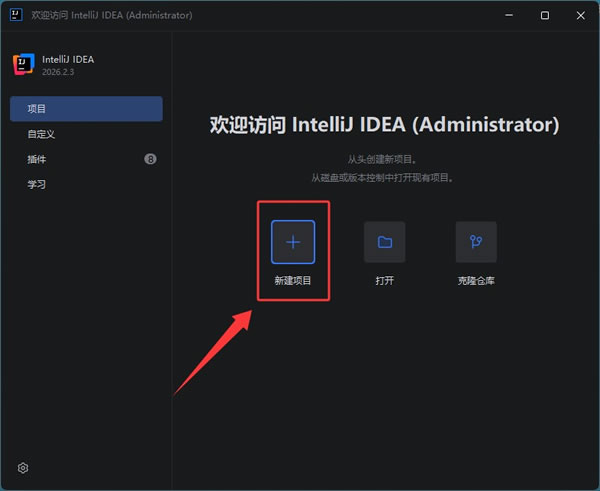 欢迎访问 IntelliJ IDEA (Administrator)
IntelliJ IDEA
2026.2.3
项目
自定义
插件
8
学习
欢迎访问 IntelliJ IDEA (Administrator)
从头创建新项目。
从磁盘或版本控制中打开现有项目。
新建项目
打开
克隆仓库